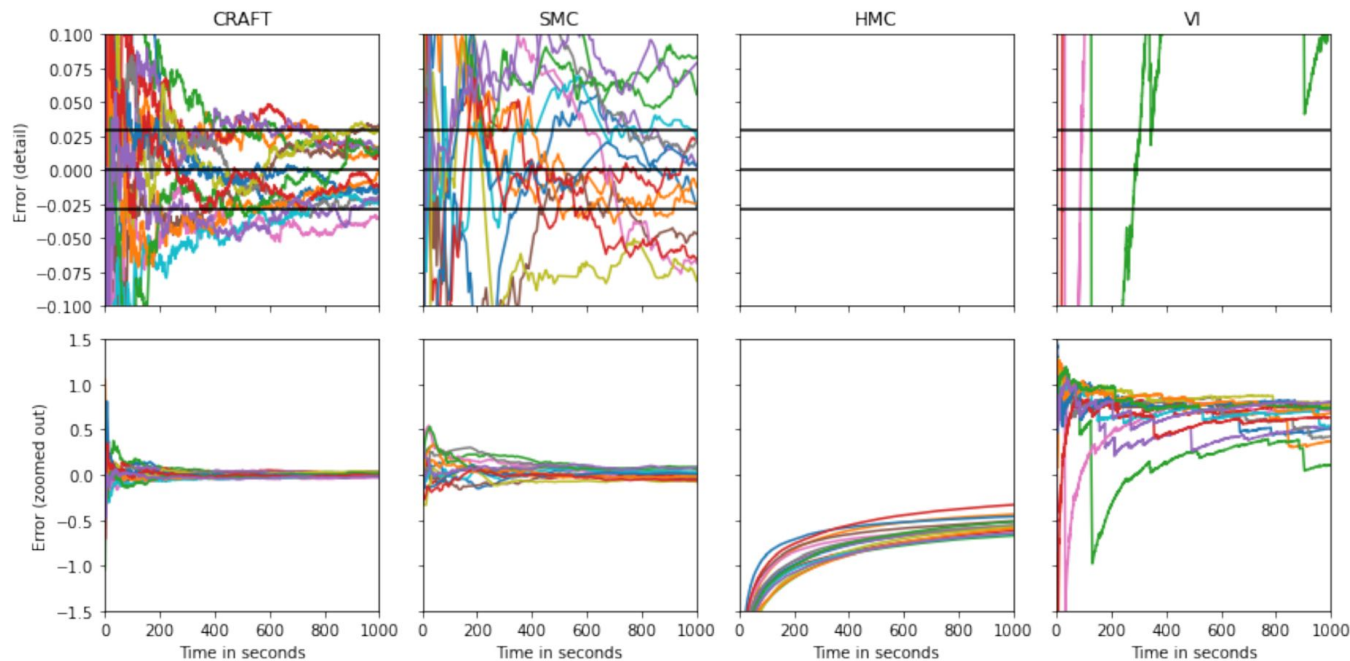 CRAFT
SMC
HMC
VI
0.100
0.075
0.050
0.025
0.000
−0.025
−0.050
−0.075
−0.100
Error (detail)
1.5
1.0
0.5
0.0
−0.5
−1.0
−1.5
Error (zoomed out)
0 200 400 600 800 1000
0 200 400 600 800 1000
0 200 400 600 800 1000
0 200 400 600 800 1000
Time in seconds
Time in seconds
Time in seconds
Time in seconds